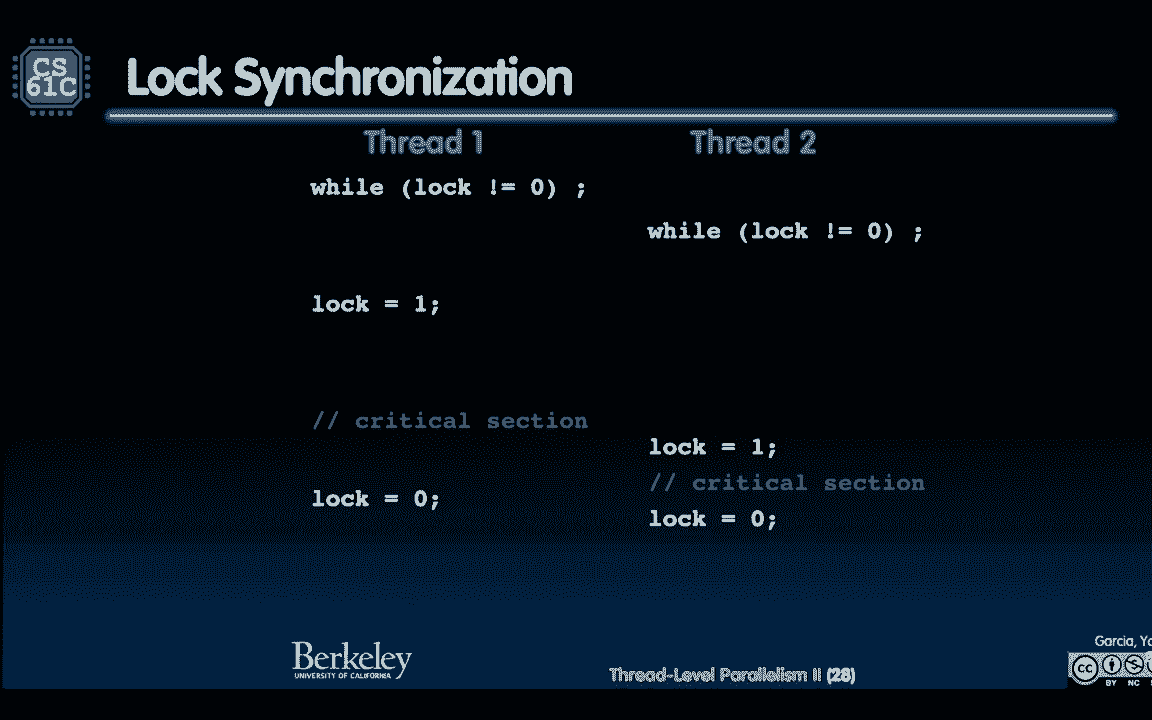 CS
61C
Lock Synchronization
Thread 1
Thread 2
while (lock != 0) ;
while (lock != 0) ;
lock = 1;
// critical section
lock = 1;
// critical section
lock = 0;
lock = 0;
Berkeley
UNIVERSITY OF CALIFORNIA
Thread-Level Parallelism II (28)
Garcia,
cc
BY NC